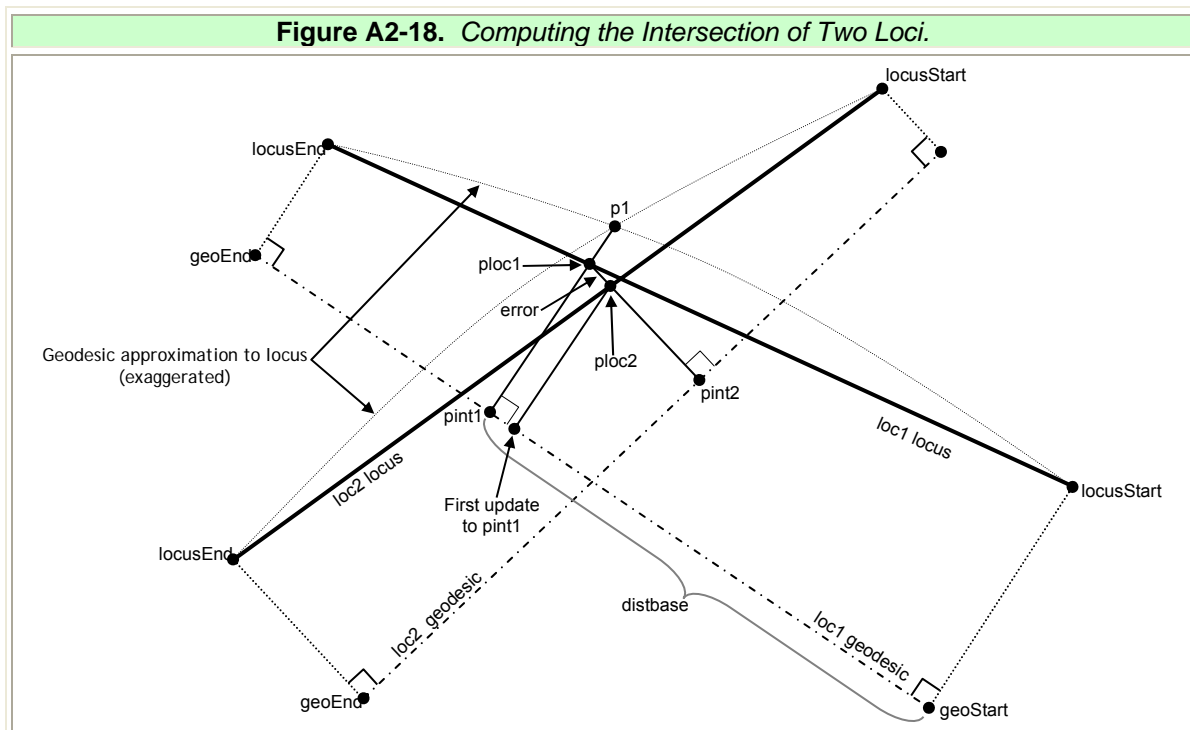 Figure A2-18. Computing the Intersection of Two Loci.
locusStart
locusEnd
p1
geoEnd
ploc1
error
Geodesic approximation to locus
(exaggerated)
ploc2
pint2
pint1
loc1 locus
loc2 locus
First update
to pint1
locusStart
locusEnd
distbase
loc2 geodesic
loc1 geodesic
geoEnd
geoStart